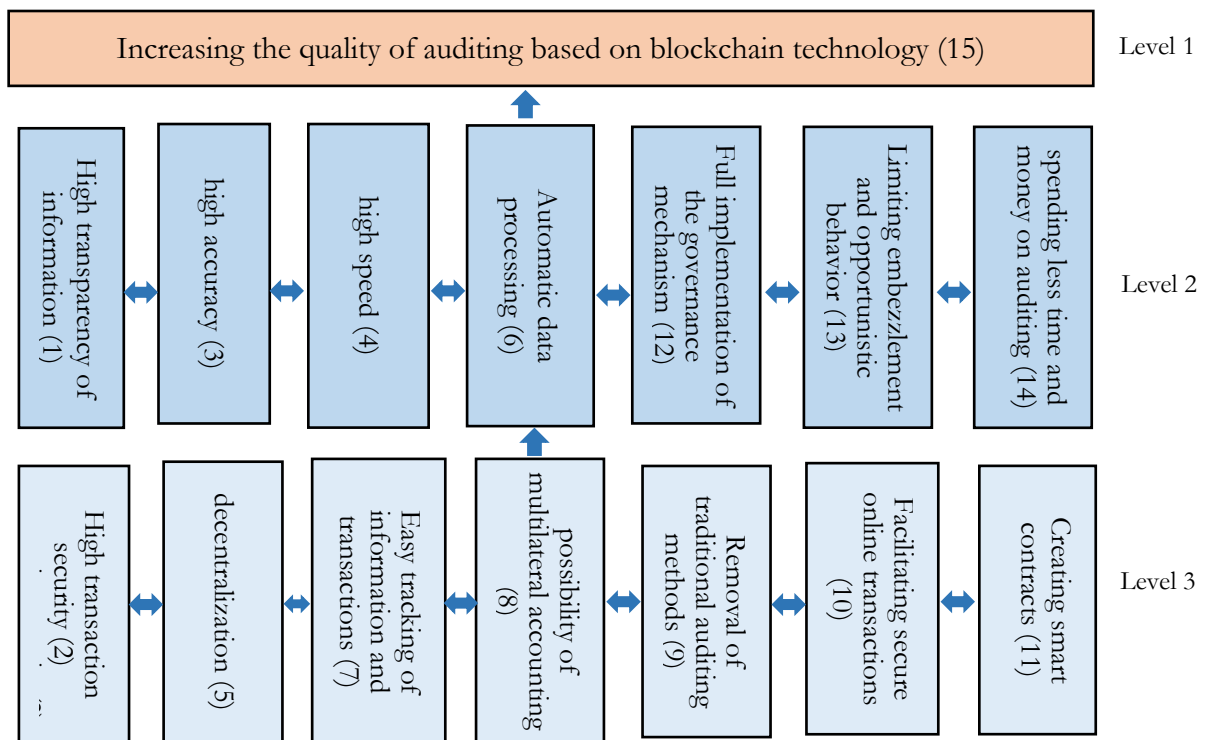 Increasing the quality of auditing based on blockchain technology (15)
Level 1
High transparency of
information (1)
high accuracy (3)
high speed (4)
Automatic data
processing (6)
Full implementation of
the governance
mechanism (12)
Limiting embezzlement
and opportunistic
behavior (13)
spending less time and
money on auditing (14)
Level 2
High transaction
security (2)
decentralization (5)
Easy tracking of
information and
transactions (7)
possibility of
multilateral accounting
(8)
Removal of
traditional auditing
methods (9)
Facilitating secure
online transactions
(10)
Creating smart
contracts (11)
Level 3